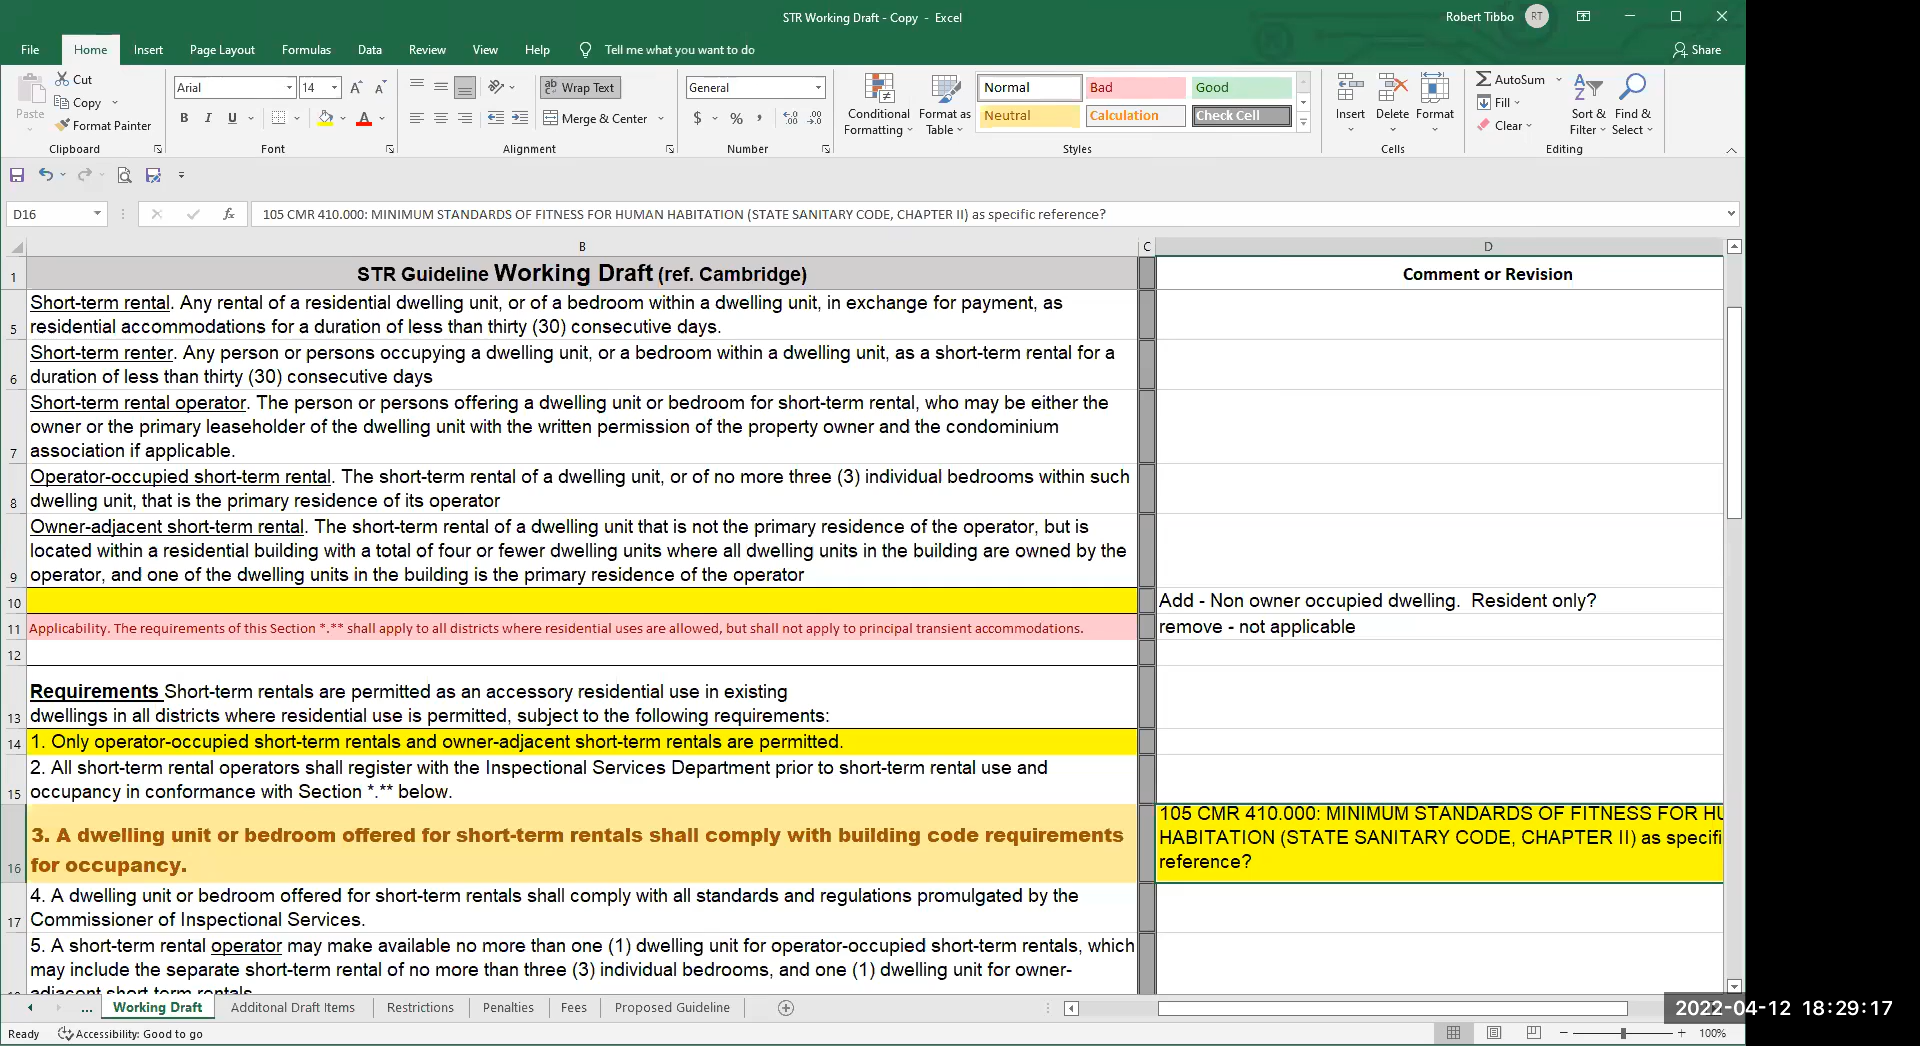 STR Working Draft - Copy - Excel
Robert Tibbo
RT
File
Home
Insert
Page Layout
Formulas
Data
Review
View
Help
Tell me what you want to do
Share
Paste
Cut
Copy
Format Painter
Clipboard
Arial
14
B I U
Font
Wrap Text
Merge & Center
Alignment
General
$ % ,
Number
Conditional
Formatting
Format as
Table
Normal
Bad
Good
Neutral
Calculation
Check Cell
Styles
Insert
Delete
Format
Cells
AutoSum
Fill
Clear
Sort &
Filter
Find &
Select
Editing
D16
fx
105 CMR 410.000: MINIMUM STANDARDS OF FITNESS FOR HUMAN HABITATION (STATE SANITARY CODE, CHAPTER II) as specific reference?
B C D
1 STR Guideline Working Draft (ref. Cambridge) Comment or Revision
Short-term rental. Any rental of a residential dwelling unit, or of a bedroom within a dwelling unit, in exchange for payment, as
5 residential accommodations for a duration of less than thirty (30) consecutive days.
Short-term renter. Any person or persons occupying a dwelling unit, or a bedroom within a dwelling unit, as a short-term rental for a
6 duration of less than thirty (30) consecutive days
Short-term rental operator. The person or persons offering a dwelling unit or bedroom for short-term rental, who may be either the
owner or the primary leaseholder of the dwelling unit with the written permission of the property owner and the condominium
7 association if applicable.
Operator-occupied short-term rental. The short-term rental of a dwelling unit, or of no more three (3) individual bedrooms within such
8 dwelling unit, that is the primary residence of its operator
Owner-adjacent short-term rental. The short-term rental of a dwelling unit that is not the primary residence of the operator, but is
located within a residential building with a total of four or fewer dwelling units where all dwelling units in the building are owned by the
9 operator, and one of the dwelling units in the building is the primary residence of the operator
10 Add - Non owner occupied dwelling. Resident only?
11 Applicability. The requirements of this Section *.** shall apply to all districts where residential uses are allowed, but shall not apply to principal transient accommodations. remove - not applicable
12
Requirements Short-term rentals are permitted as an accessory residential use in existing
13 dwellings in all districts where residential use is permitted, subject to the following requirements:
14 1. Only operator-occupied short-term rentals and owner-adjacent short-term rentals are permitted.
2. All short-term rental operators shall register with the Inspectional Services Department prior to short-term rental use and
15 occupancy in conformance with Section *.** below.
3. A dwelling unit or bedroom offered for short-term rentals shall comply with building code requirements
16 for occupancy.
105 CMR 410.000: MINIMUM STANDARDS OF FITNESS FOR HU
HABITATION (STATE SANITARY CODE, CHAPTER II) as specifi
reference?
4. A dwelling unit or bedroom offered for short-term rentals shall comply with all standards and regulations promulgated by the
17 Commissioner of Inspectional Services.
5. A short-term rental operator may make available no more than one (1) dwelling unit for operator-occupied short-term rentals, which
may include the separate short-term rental of no more than three (3) individual bedrooms, and one (1) dwelling unit for owner-
adjacent short-term rentals
... Working Draft
Additonal Draft Items
Restrictions
Penalties
Fees
Proposed Guideline
2022-04-12 18:29:17
Ready
Accessibility: Good to go
100%